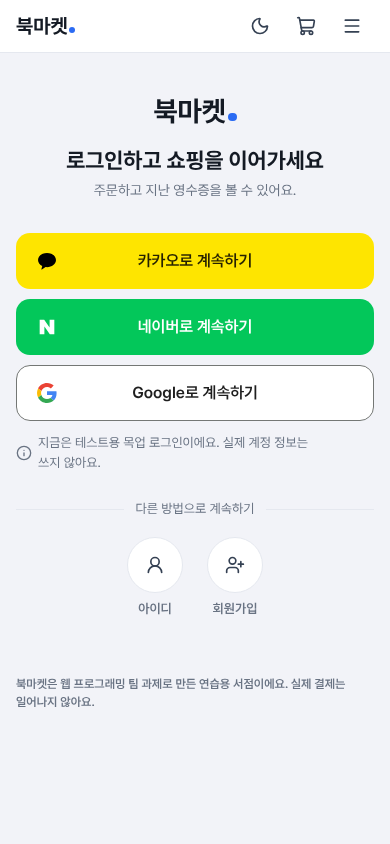 북마켓.
북마켓.
로그인하고 쇼핑을 이어가세요
주문하고 지난 영수증을 볼 수 있어요.
카카오로 계속하기
N 네이버로 계속하기
G Google로 계속하기
지금은 테스트용 목업 로그인이에요. 실제 계정 정보는
쓰지 않아요.
다른 방법으로 계속하기
아이디 회원가입
북마켓은 웹 프로그래밍 팀 과제로 만든 연습용 서점이에요. 실제 결제는
일어나지 않아요.